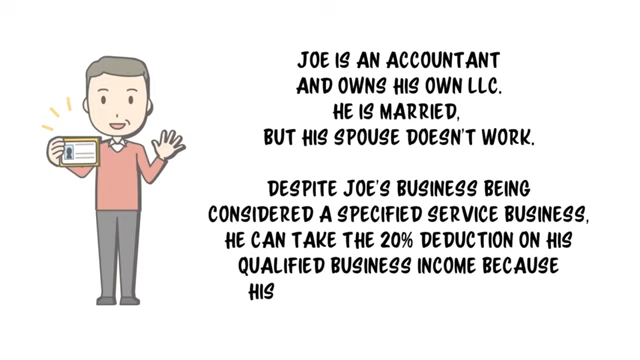 JOE IS AN ACCOUNTANT
AND OWNS HIS OWN LLC.
HE IS MARRIED,
BUT HIS SPOUSE DOESN'T WORK.
DESPITE JOE'S BUSINESS BEING
CONSIDERED A SPECIFIED SERVICE BUSINESS,
HE CAN TAKE THE 20% DEDUCTION ON HIS
QUALIFIED BUSINESS INCOME BECAUSE
HIS